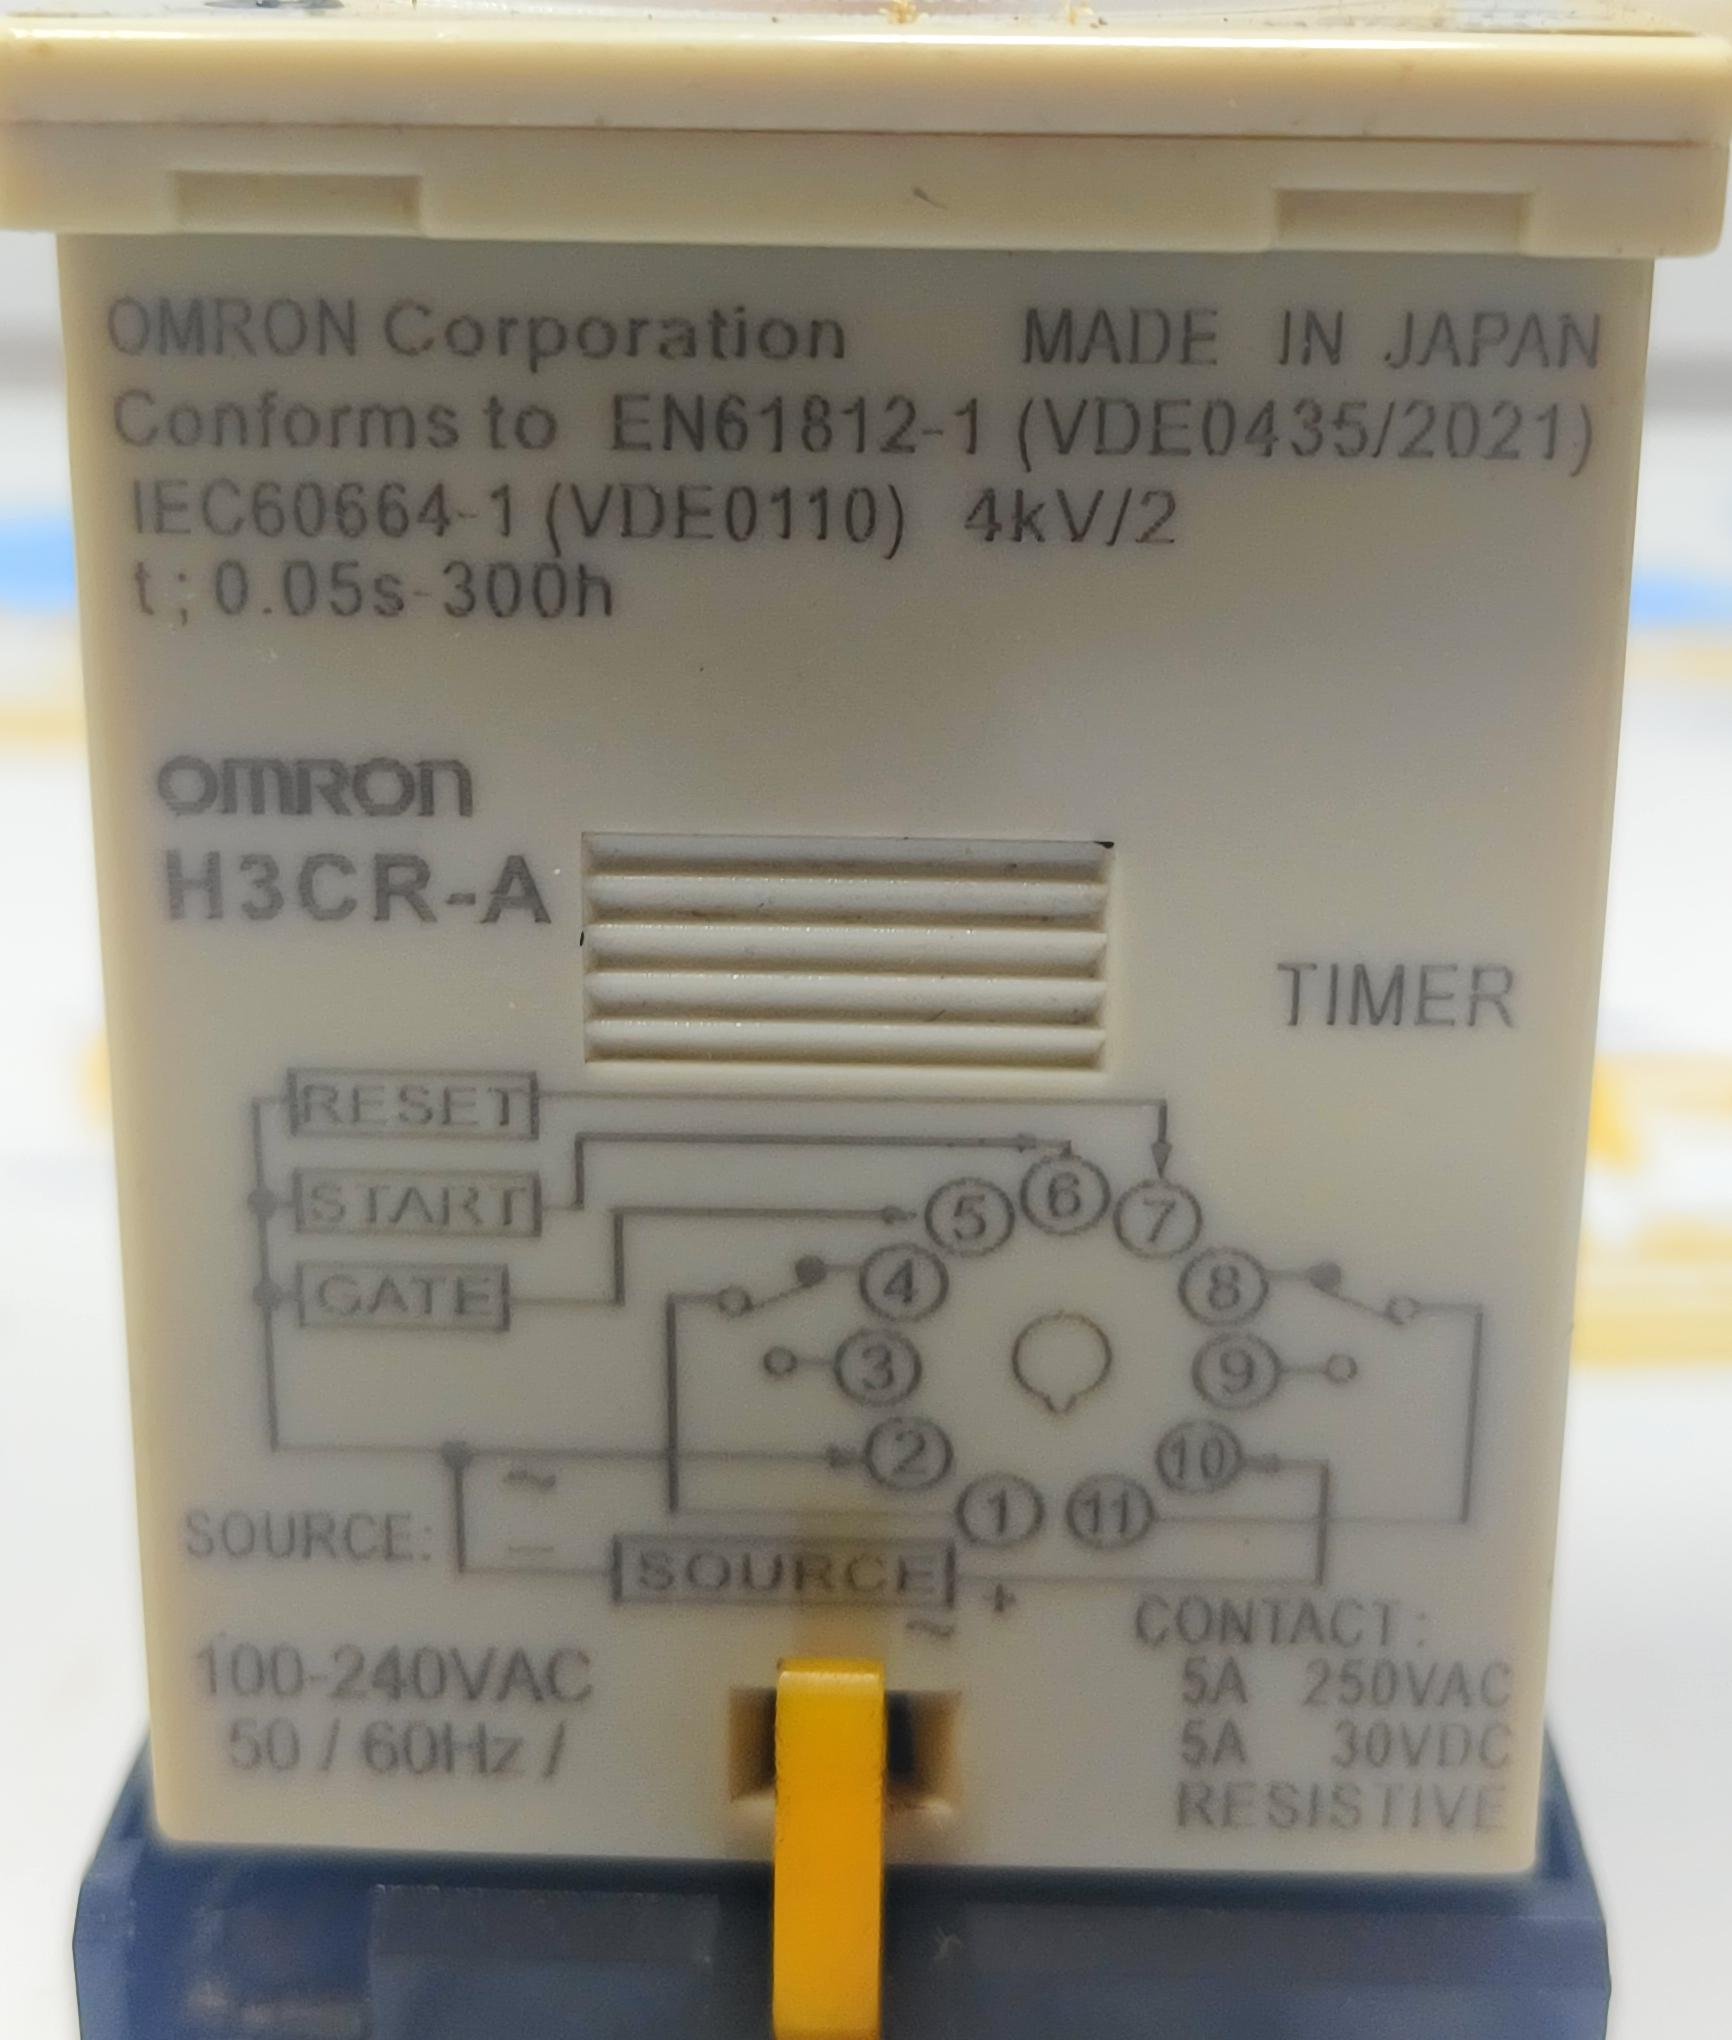 OMRON Corporation MADE IN JAPAN
Conforms to EN61812-1 (VDE0435/2021)
IEC60664-1 (VDE0110) 4kV/2
t ; 0.05s-300h
OMRON
H3CR-A
TIMER
RESET
START
GATE
5 6 7
4 8
3 9
2 10
~
1 11
SOURCE:
−
SOURCE
+
~
CONTACT:
100-240VAC
5A 250VAC
50 / 60Hz /
5A 30VDC
RESISTIVE